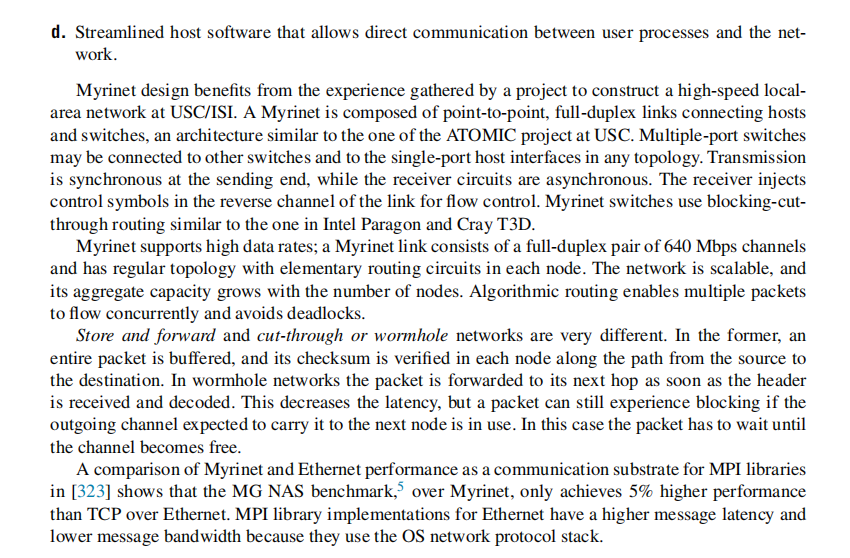 d. Streamlined host software that allows direct communication between user processes and the net-
work.
Myrinet design benefits from the experience gathered by a project to construct a high-speed local-
area network at USC/ISI. A Myrinet is composed of point-to-point, full-duplex links connecting hosts
and switches, an architecture similar to the one of the ATOMIC project at USC. Multiple-port switches
may be connected to other switches and to the single-port host interfaces in any topology. Transmission
is synchronous at the sending end, while the receiver circuits are asynchronous. The receiver injects
control symbols in the reverse channel of the link for flow control. Myrinet switches use blocking-cut-
through routing similar to the one in Intel Paragon and Cray T3D.
Myrinet supports high data rates; a Myrinet link consists of a full-duplex pair of 640 Mbps channels
and has regular topology with elementary routing circuits in each node. The network is scalable, and
its aggregate capacity grows with the number of nodes. Algorithmic routing enables multiple packets
to flow concurrently and avoids deadlocks.
Store and forward and cut-through or wormhole networks are very different. In the former, an
entire packet is buffered, and its checksum is verified in each node along the path from the source to
the destination. In wormhole networks the packet is forwarded to its next hop as soon as the header
is received and decoded. This decreases the latency, but a packet can still experience blocking if the
outgoing channel expected to carry it to the next node is in use. In this case the packet has to wait until
the channel becomes free.
A comparison of Myrinet and Ethernet performance as a communication substrate for MPI libraries
in [323] shows that the MG NAS benchmark,5 over Myrinet, only achieves 5% higher performance
than TCP over Ethernet. MPI library implementations for Ethernet have a higher message latency and
lower message bandwidth because they use the OS network protocol stack.